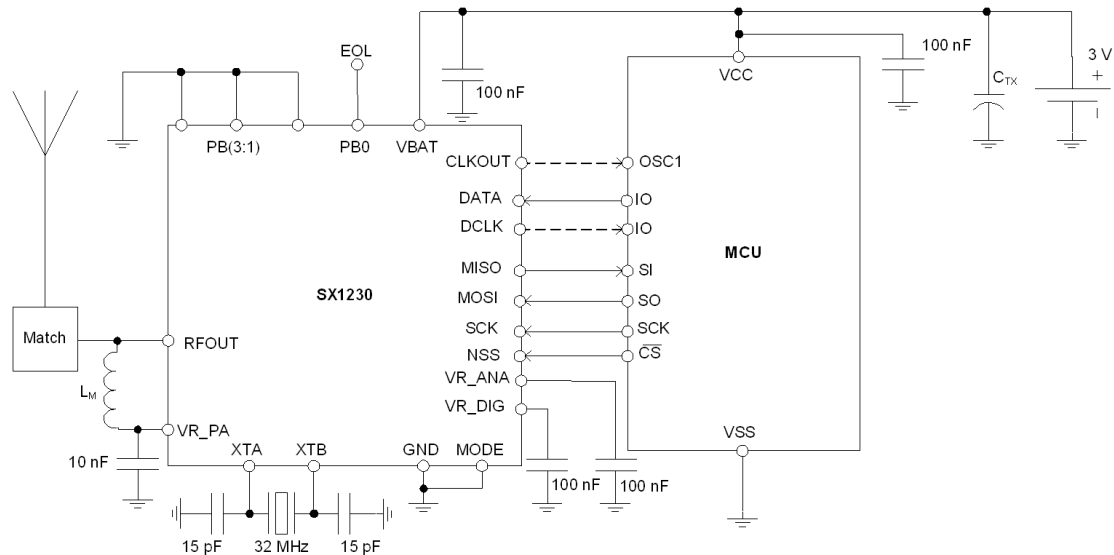 EOL
100 nF
100 nF
3 V
+
C_TX
VCC
PB(3:1)
PB0
VBAT
CLKOUT
OSC1
DATA
IO
DCLK
IO
SX1230
MCU
MISO
SI
MOSI
SO
SCK
SCK
NSS
CS
Match
RFOUT
L_M
VR_ANA
VR_DIG
VR_PA
VSS
10 nF
XTA
XTB
GND
MODE
100 nF
100 nF
15 pF
32 MHz
15 pF